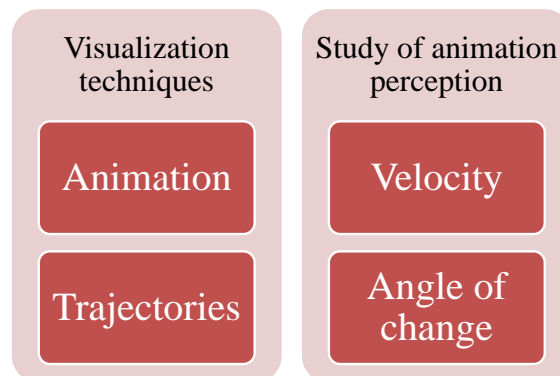 Visualization
techniques
Animation
Trajectories
Study of animation
perception
Velocity
Angle of
change